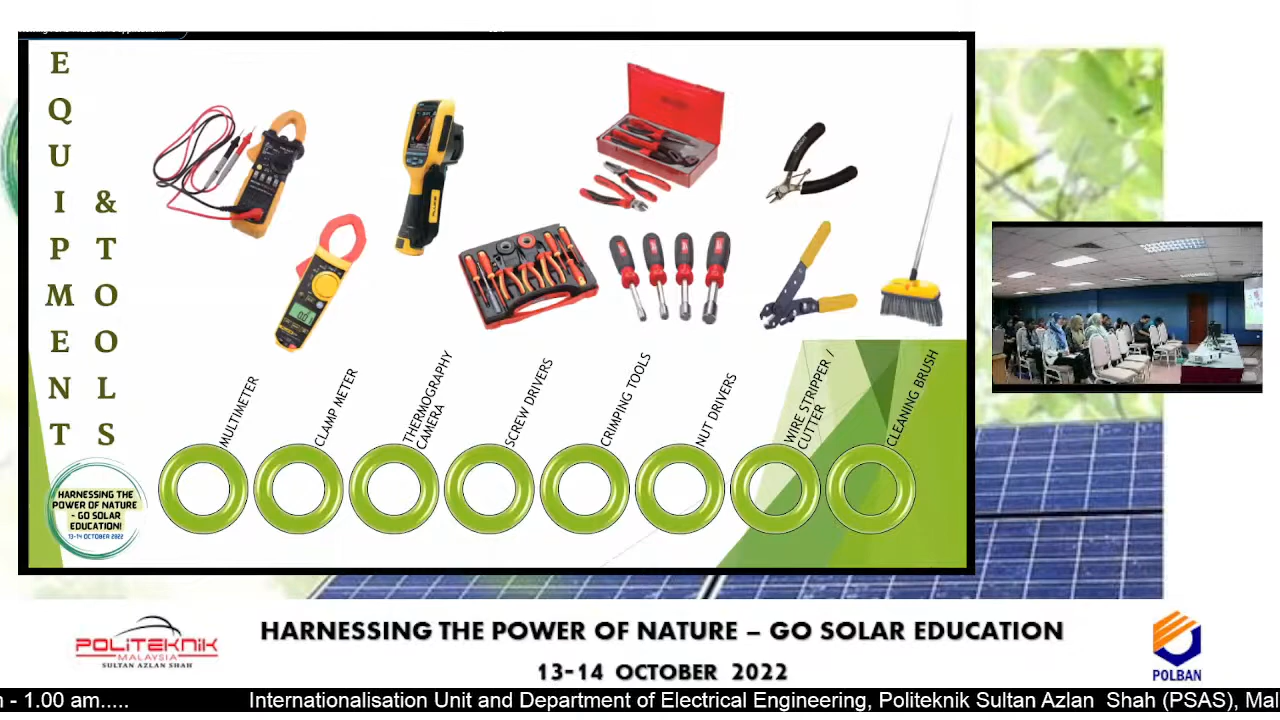 EQUIPMENT
& TOOLS
MULTIMETER
CLAMP METER
THERMOGRAPHY
CAMERA
SCREW DRIVERS
CRIMPING TOOLS
NUT DRIVERS
WIRE STRIPPER /
CUTTER
CLEANING BRUSH
HARNESSING THE
POWER OF NATURE
- GO SOLAR
EDUCATION!
13-14 OCTOBER 2022
POLITEKNIK
MALAYSIA
SULTAN AZLAN SHAH
HARNESSING THE POWER OF NATURE – GO SOLAR EDUCATION
13-14 OCTOBER 2022
POLBAN
- 1.00 am..... Internationalisation Unit and Department of Electrical Engineering, Politeknik Sultan Azlan Shah (PSAS), Mal